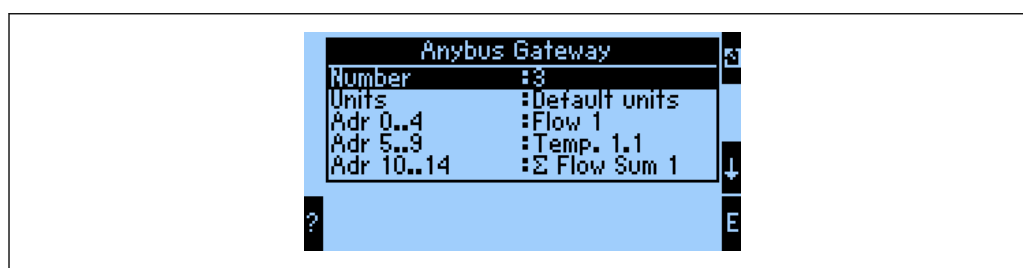 Anybus Gateway
Number :3
Units :Default units
Adr 0..4 :Flow 1
Adr 5..9 :Temp. 1.1
Adr 10..14 :Σ Flow Sum 1
↓
? E